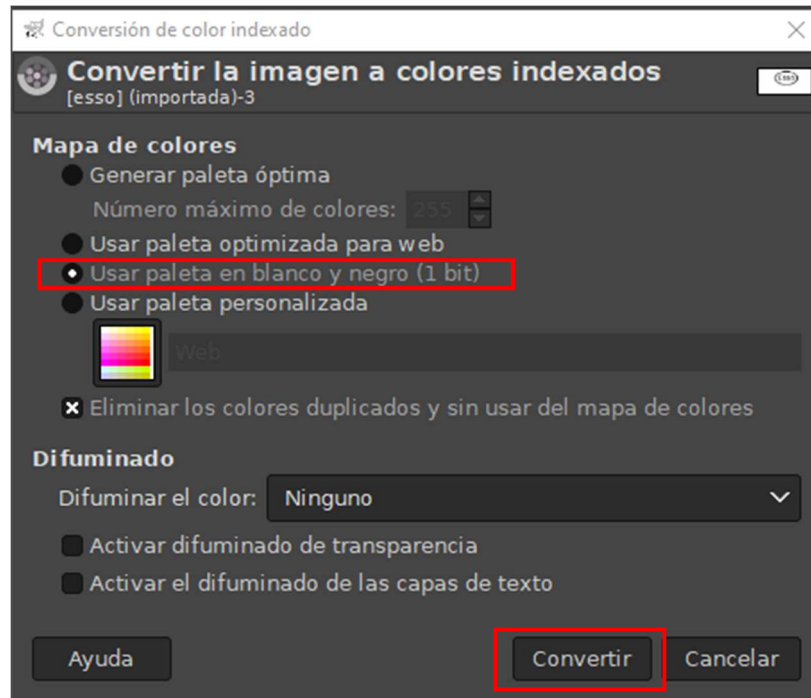 Conversión de color indexado
Convertir la imagen a colores indexados
[esso] (importada)-3
Mapa de colores
Generar paleta óptima
Número máximo de colores: 255
Usar paleta optimizada para web
Usar paleta en blanco y negro (1 bit)
Usar paleta personalizada
Web
Eliminar los colores duplicados y sin usar del mapa de colores
Difuminado
Difuminar el color: Ninguno
Activar difuminado de transparencia
Activar el difuminado de las capas de texto
Ayuda Convertir Cancelar